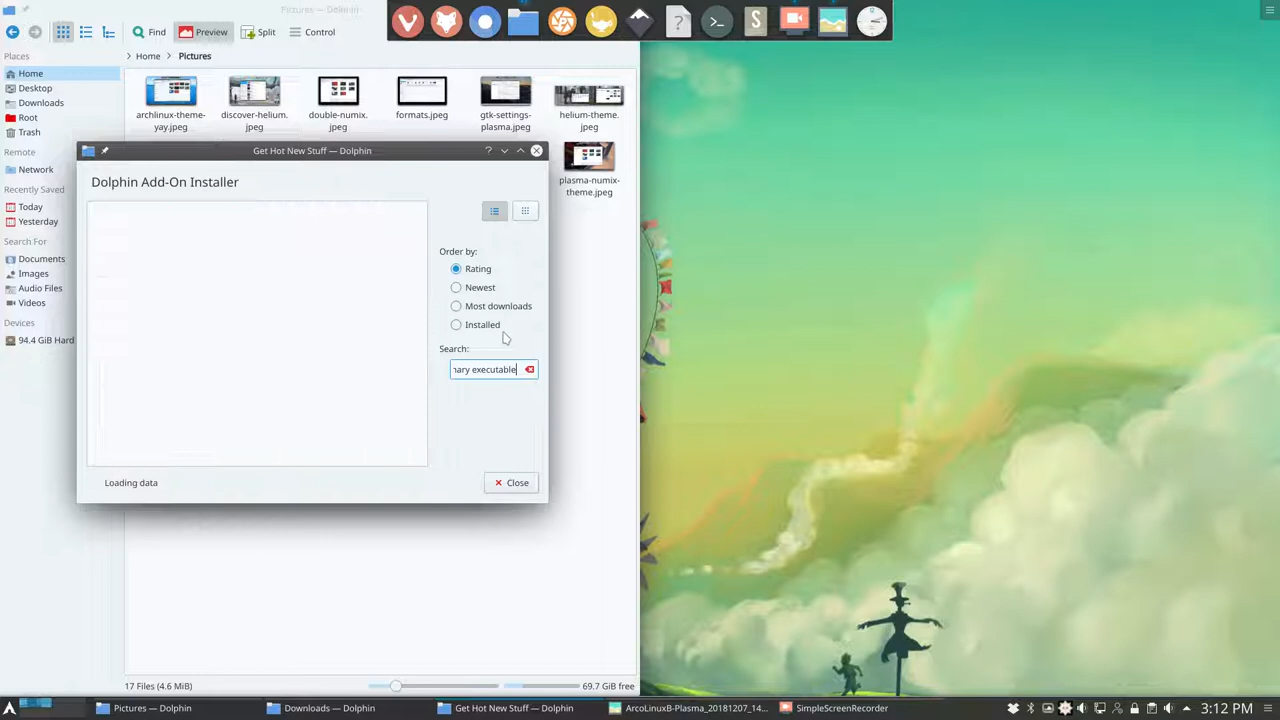 Pictures — Dolphin
Find
Preview
Split
Control
Places
Home
Desktop
Downloads
Root
Trash
Remote
Network
Recently Saved
Today
Yesterday
Search For
Documents
Images
Audio Files
Videos
Devices
94.4 GiB Hard
Home
Pictures
archlinux-theme-
yay.jpeg
discover-helium.
jpeg
double-numix.
jpeg
formats.jpeg
gtk-settings-
plasma.jpeg
helium-theme.
jpeg
plasma-numix-
theme.jpeg
Get Hot New Stuff — Dolphin
Dolphin Add-On Installer
Order by:
Rating
Newest
Most downloads
Installed
Search:
nary executable
Loading data
Close
17 Files (4.6 MiB)
69.7 GiB free
Pictures — Dolphin
Downloads — Dolphin
Get Hot New Stuff — Dolphin
ArcoLinuxB-Plasma_20181207_14...
SimpleScreenRecorder
3:12 PM